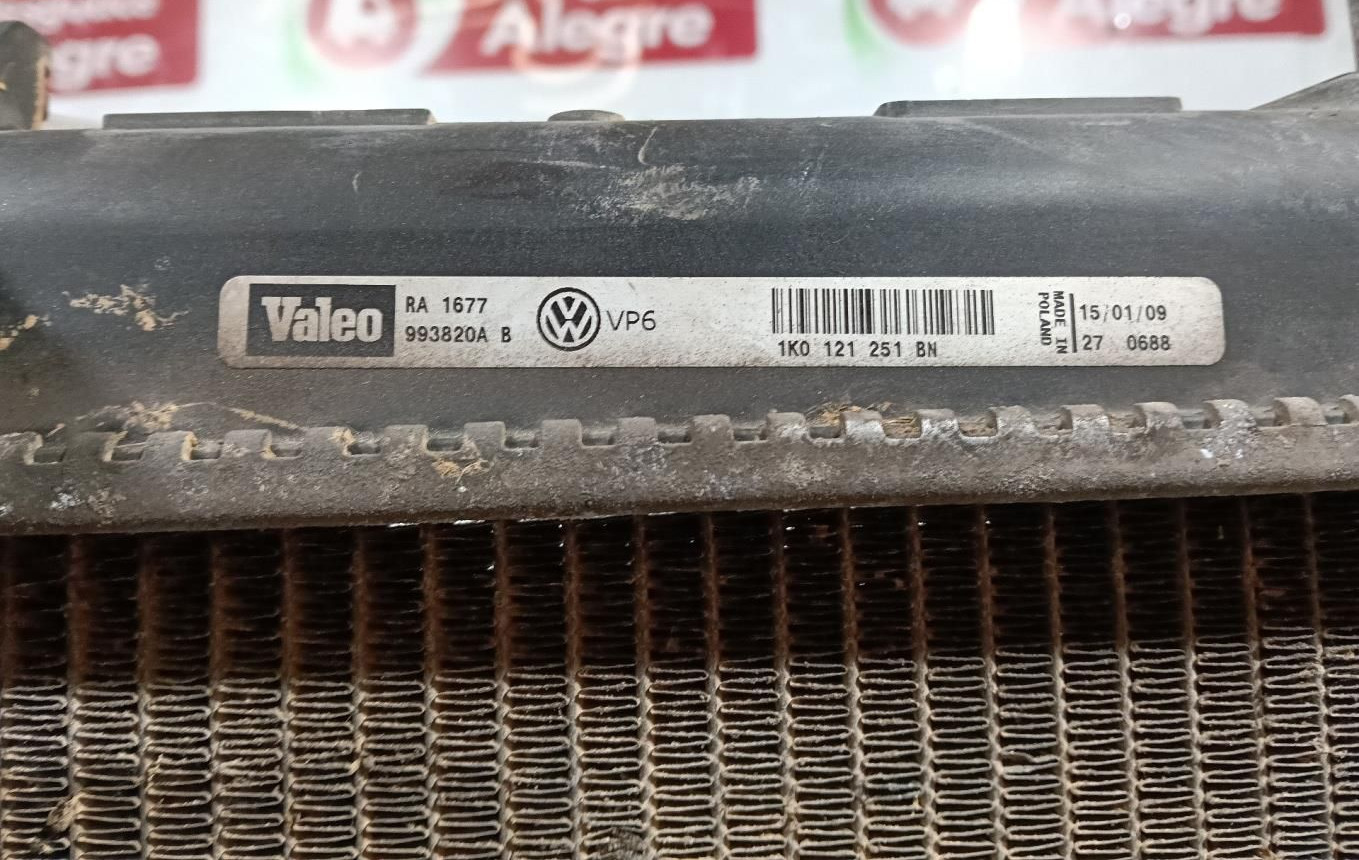 Alegre
Alegre
Valeo
RA 1677
993820A B
VP6
1K0 121 251 BN
MADE IN
POLAND
15/01/09
27 0688